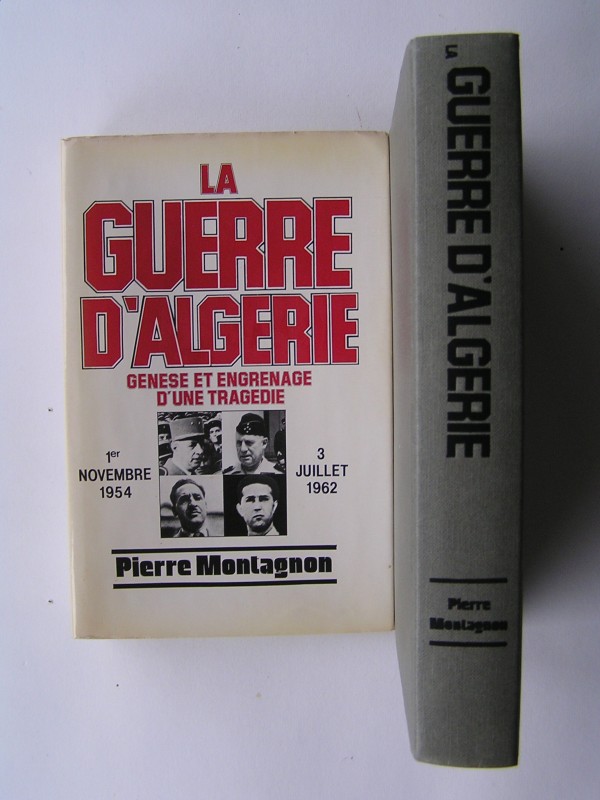 LA
GUERRE
D'ALGERIE
GENESE ET ENGRENAGE
D'UNE TRAGEDIE
1er
NOVEMBRE
1954
3
JUILLET
1962
Pierre Montagnon
LA
GUERRE D'ALGERIE
Pierre
Montagnon